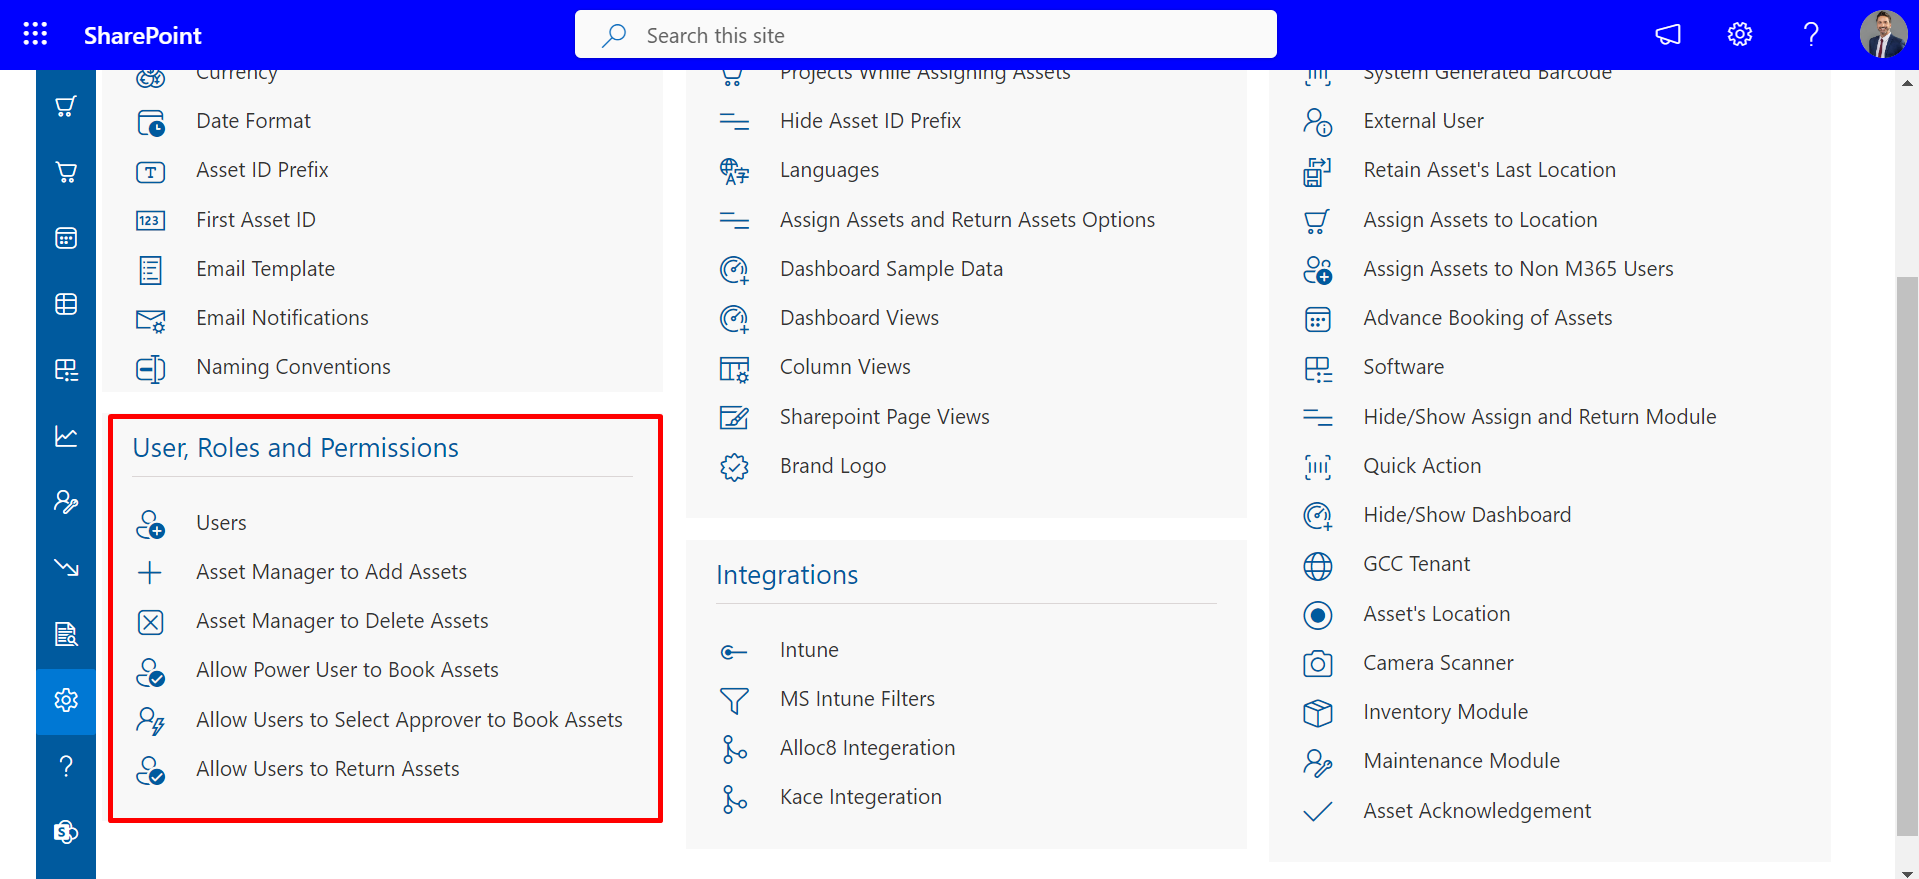 SharePoint
Search this site
Currency
Date Format
Asset ID Prefix
First Asset ID
Email Template
Email Notifications
Naming Conventions
User, Roles and Permissions
Users
Asset Manager to Add Assets
Asset Manager to Delete Assets
Allow Power User to Book Assets
Allow Users to Select Approver to Book Assets
Allow Users to Return Assets
Projects While Assigning Assets
Hide Asset ID Prefix
Languages
Assign Assets and Return Assets Options
Dashboard Sample Data
Dashboard Views
Column Views
Sharepoint Page Views
Brand Logo
Integrations
Intune
MS Intune Filters
Alloc8 Integeration
Kace Integeration
System Generated Barcode
External User
Retain Asset's Last Location
Assign Assets to Location
Assign Assets to Non M365 Users
Advance Booking of Assets
Software
Hide/Show Assign and Return Module
Quick Action
Hide/Show Dashboard
GCC Tenant
Asset's Location
Camera Scanner
Inventory Module
Maintenance Module
Asset Acknowledgement